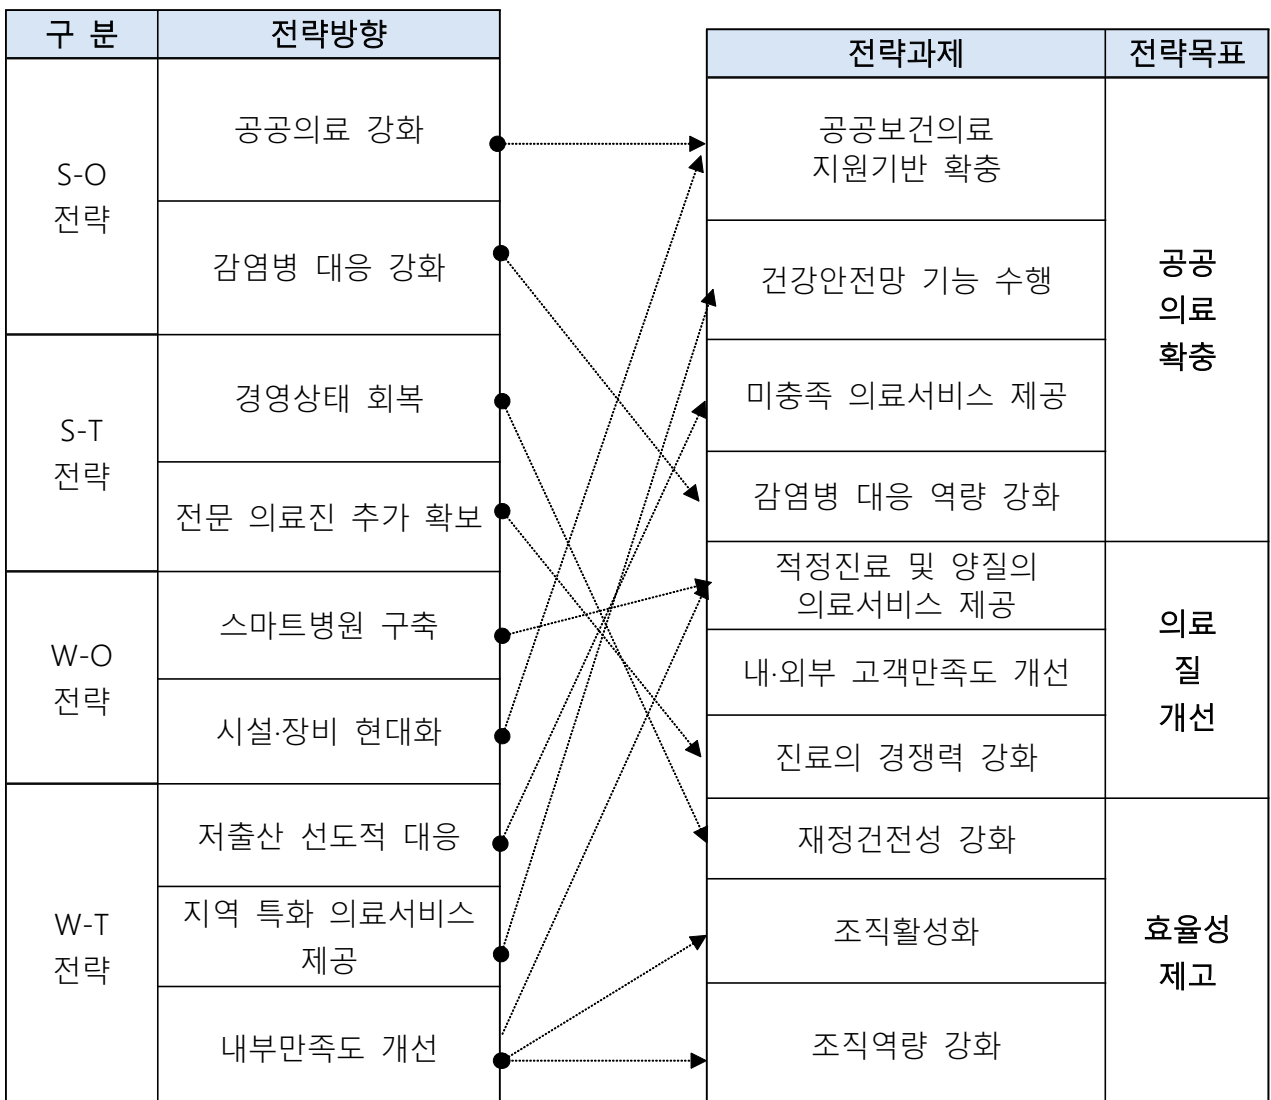 구 분
전략방향
S-O
전략
공공의료 강화
감염병 대응 강화
S-T
전략
경영상태 회복
전문 의료진 추가 확보
W-O
전략
스마트병원 구축
시설·장비 현대화
W-T
전략
저출산 선도적 대응
지역 특화 의료서비스
제공
내부만족도 개선
전략과제
전략목표
공공보건의료
지원기반 확충
건강안전망 기능 수행
미충족 의료서비스 제공
감염병 대응 역량 강화
공공
의료
확충
적정진료 및 양질의
의료서비스 제공
내·외부 고객만족도 개선
진료의 경쟁력 강화
의료
질
개선
재정건전성 강화
조직활성화
조직역량 강화
효율성
제고